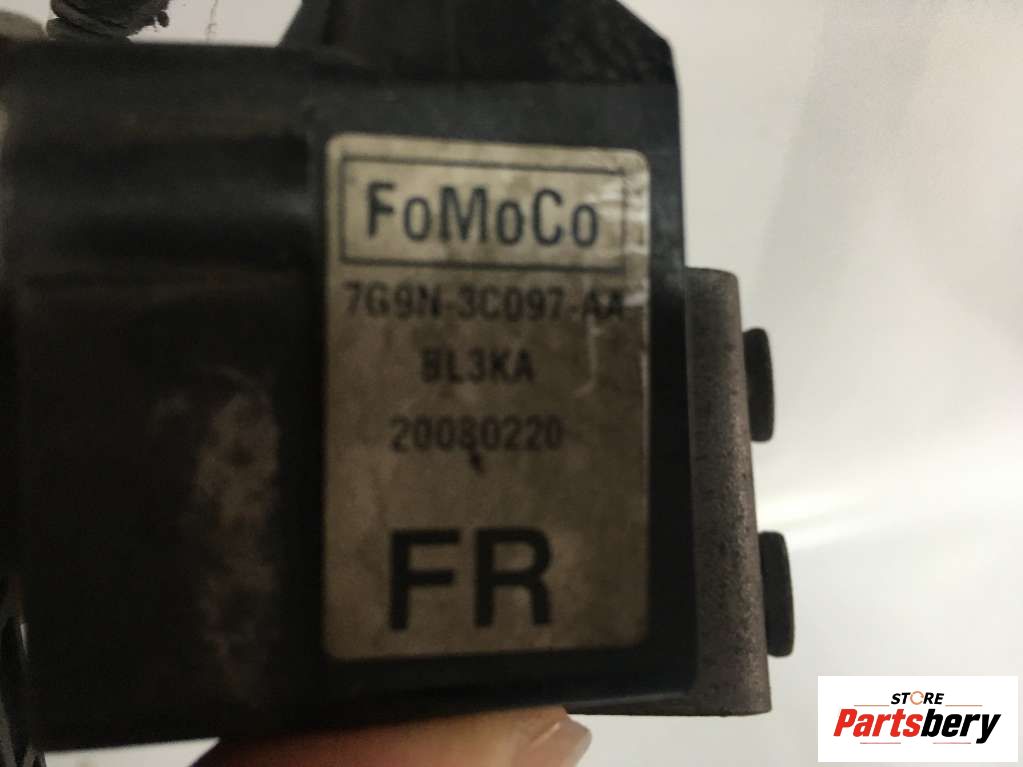 FoMoCo
7G9N-3C097-AA
BL3KA
20080220
FR
STORE
Partsbery